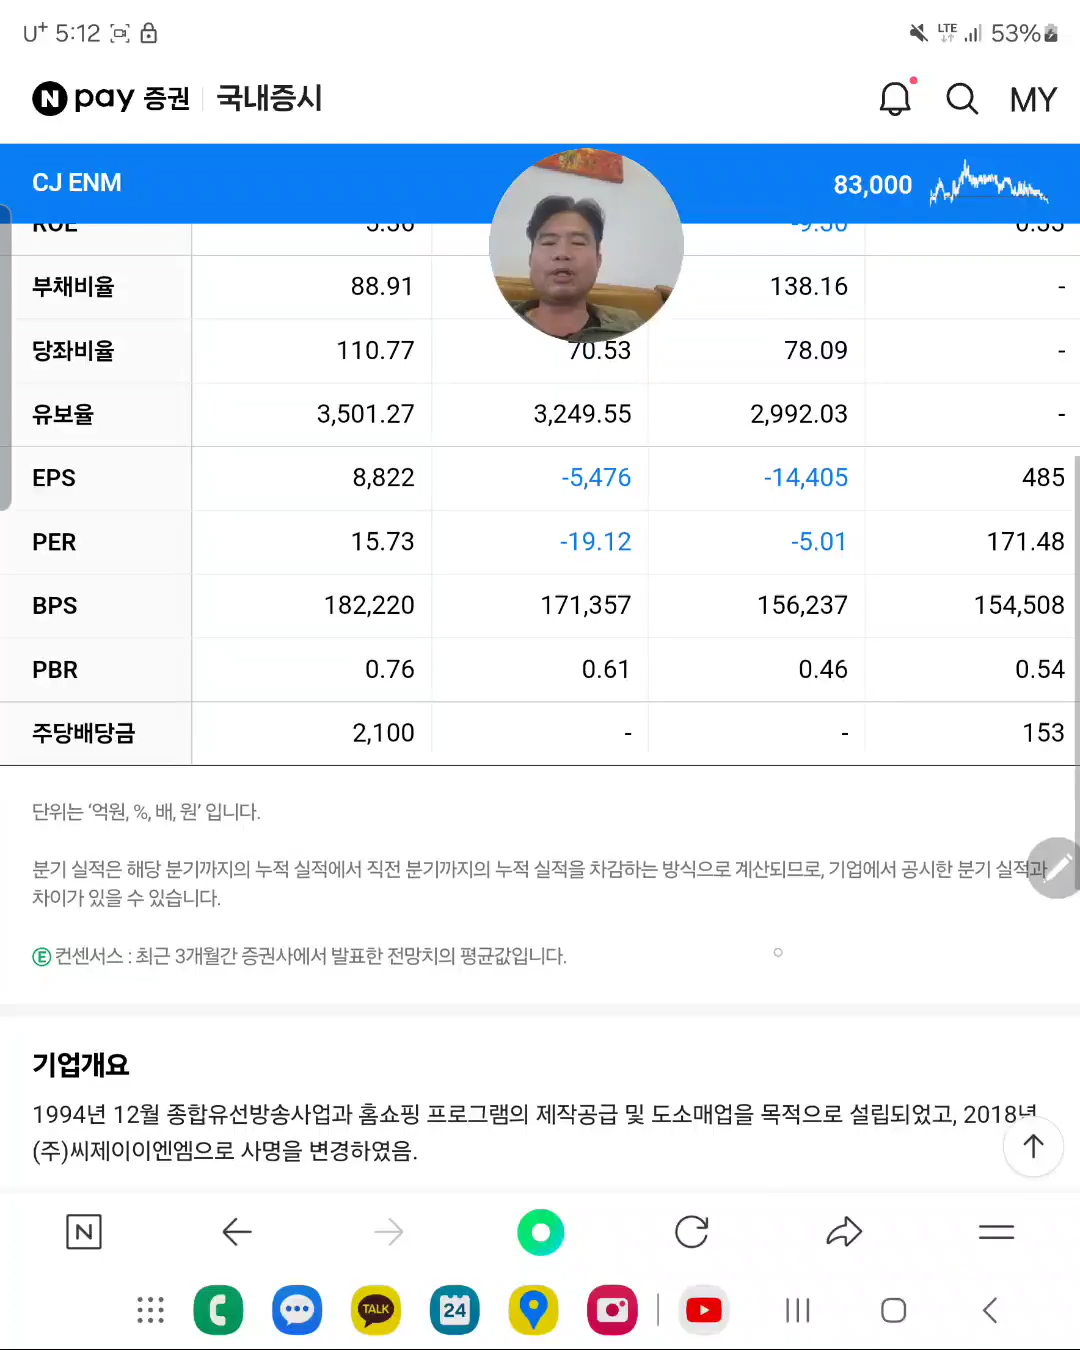 U+ 5:12 LTE 53%
N pay 증권 국내증시 MY
CJ ENM 83,000
ROE 5.36 -9.30 0.33
부채비율 88.91 138.16 -
당좌비율 110.77 70.53 78.09 -
유보율 3,501.27 3,249.55 2,992.03 -
EPS 8,822 -5,476 -14,405 485
PER 15.73 -19.12 -5.01 171.48
BPS 182,220 171,357 156,237 154,508
PBR 0.76 0.61 0.46 0.54
주당배당금 2,100 - - 153
단위는 ‘억원, %, 배, 원’ 입니다.
분기 실적은 해당 분기까지의 누적 실적에서 직전 분기까지의 누적 실적을 차감하는 방식으로 계산되므로, 기업에서 공시한 분기 실적과
차이가 있을 수 있습니다.
E 컨센서스 : 최근 3개월간 증권사에서 발표한 전망치의 평균값입니다.
기업개요
1994년 12월 종합유선방송사업과 홈쇼핑 프로그램의 제작공급 및 도소매업을 목적으로 설립되었고, 2018년
(주)씨제이이엔엠으로 사명을 변경하였음.
N
TALK 24